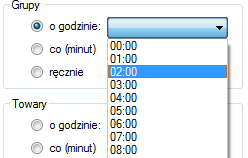 Grupy
o godzinie:
00:00
co (minut)
01:00
ręcznie
02:00
03:00
Towary
04:00
05:00
o godzinie:
06:00
07:00
co (minut)
08:00